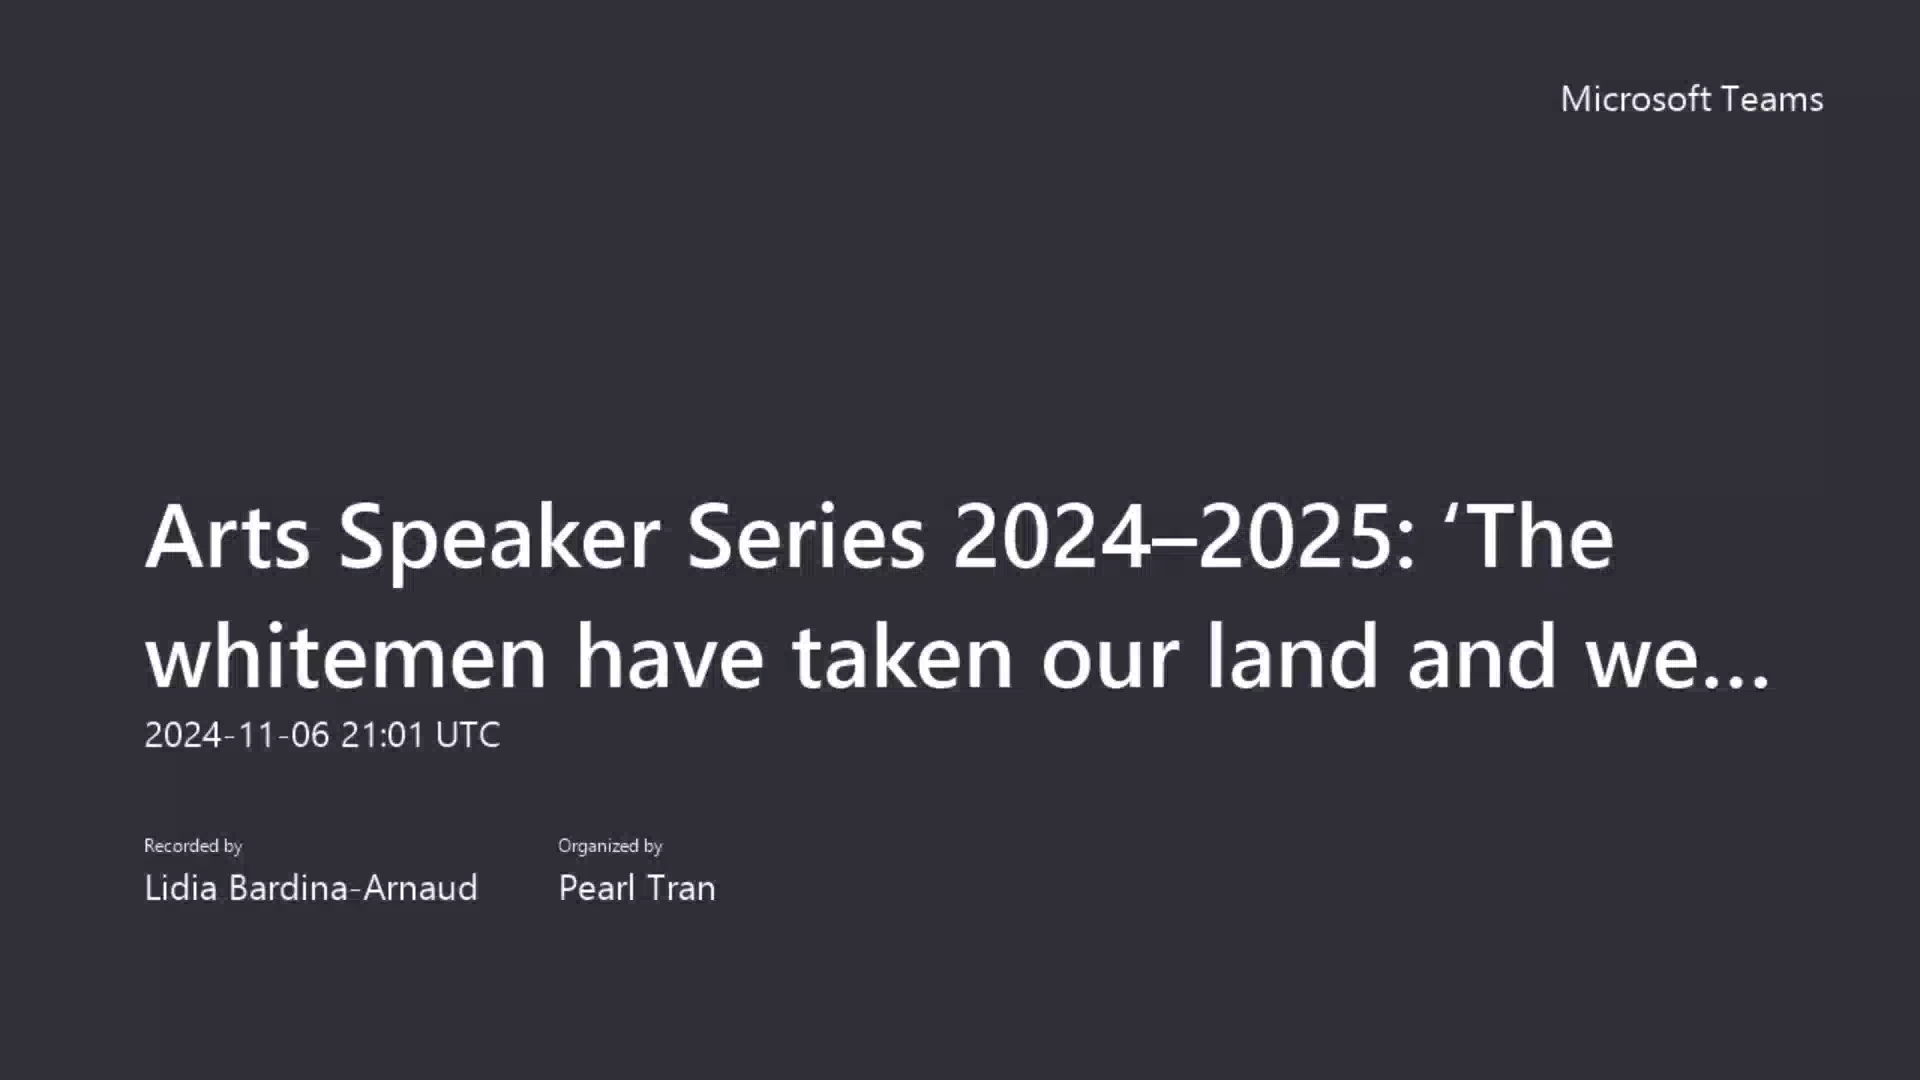 Microsoft Teams
Arts Speaker Series 2024–2025: ‘The
whitemen have taken our land and we...
2024-11-06 21:01 UTC
Recorded by
Organized by
Lidia Bardina-Arnaud
Pearl Tran